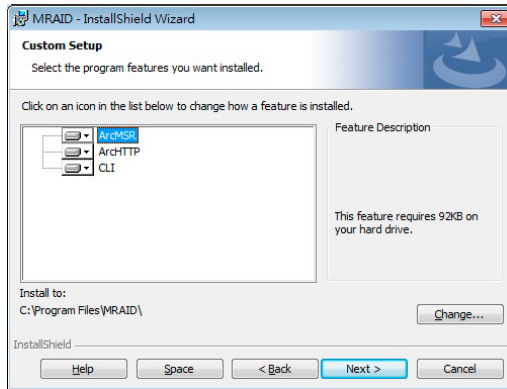 MRAID - InstallShield Wizard
Custom Setup
Select the program features you want installed.
Click on an icon in the list below to change how a feature is installed.
ArcMSR
ArcHTTP
CLI
Feature Description
This feature requires 92KB on
your hard drive.
Install to:
C:\Program Files\MRAID\
Change...
InstallShield
Help Space < Back Next > Cancel